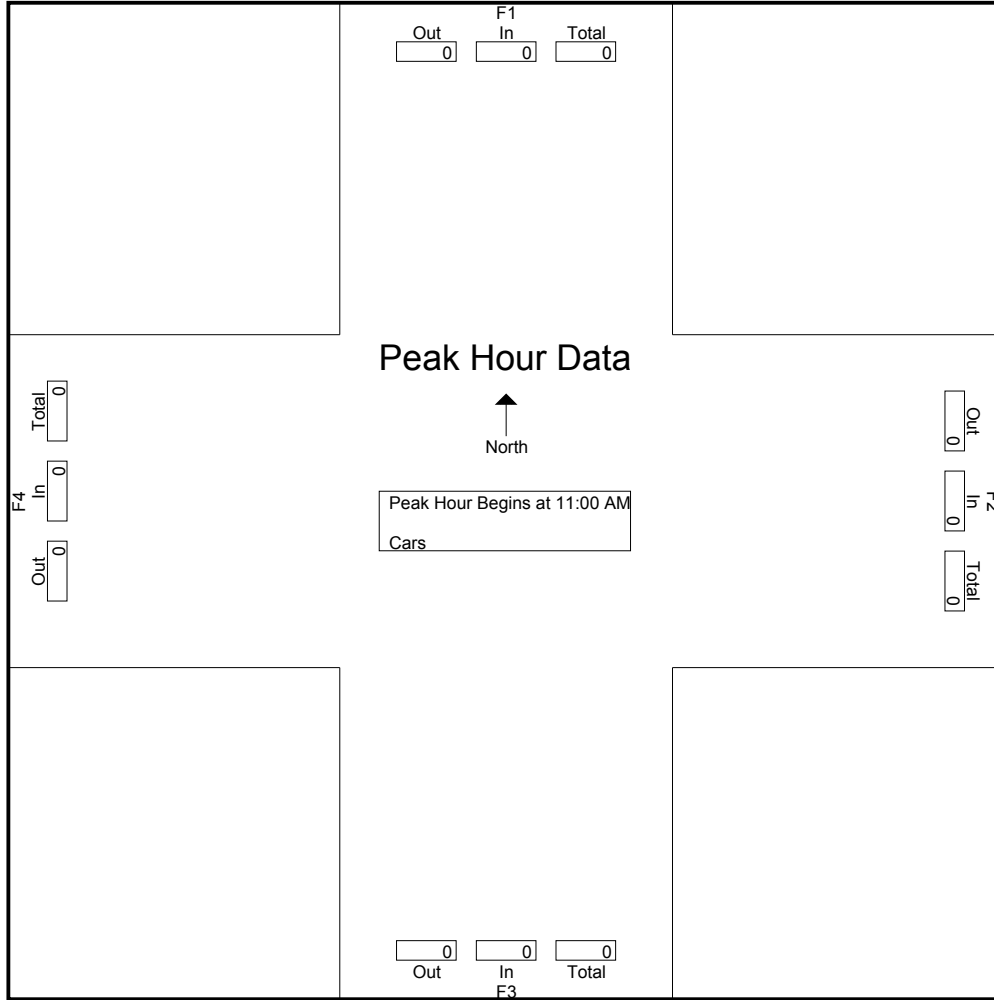 F1
Out In Total
0 0 0
Peak Hour Data
North
Peak Hour Begins at 11:00 AM
Cars
F4
Total In Out
0 0 0
F2
Out In Total
0 0 0
0 0 0
Out In Total
F3